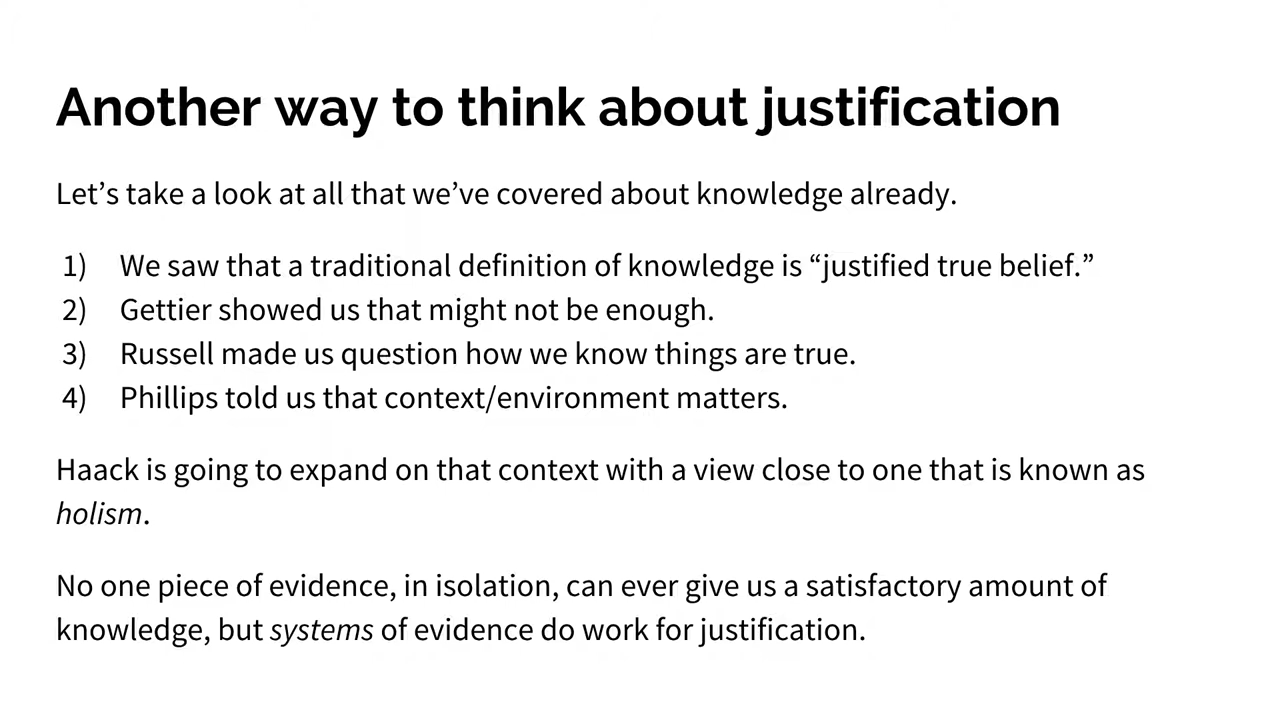 Another way to think about justification
Let’s take a look at all that we’ve covered about knowledge already.
1) We saw that a traditional definition of knowledge is “justified true belief.”
2) Gettier showed us that might not be enough.
3) Russell made us question how we know things are true.
4) Phillips told us that context/environment matters.
Haack is going to expand on that context with a view close to one that is known as
holism.
No one piece of evidence, in isolation, can ever give us a satisfactory amount of
knowledge, but systems of evidence do work for justification.